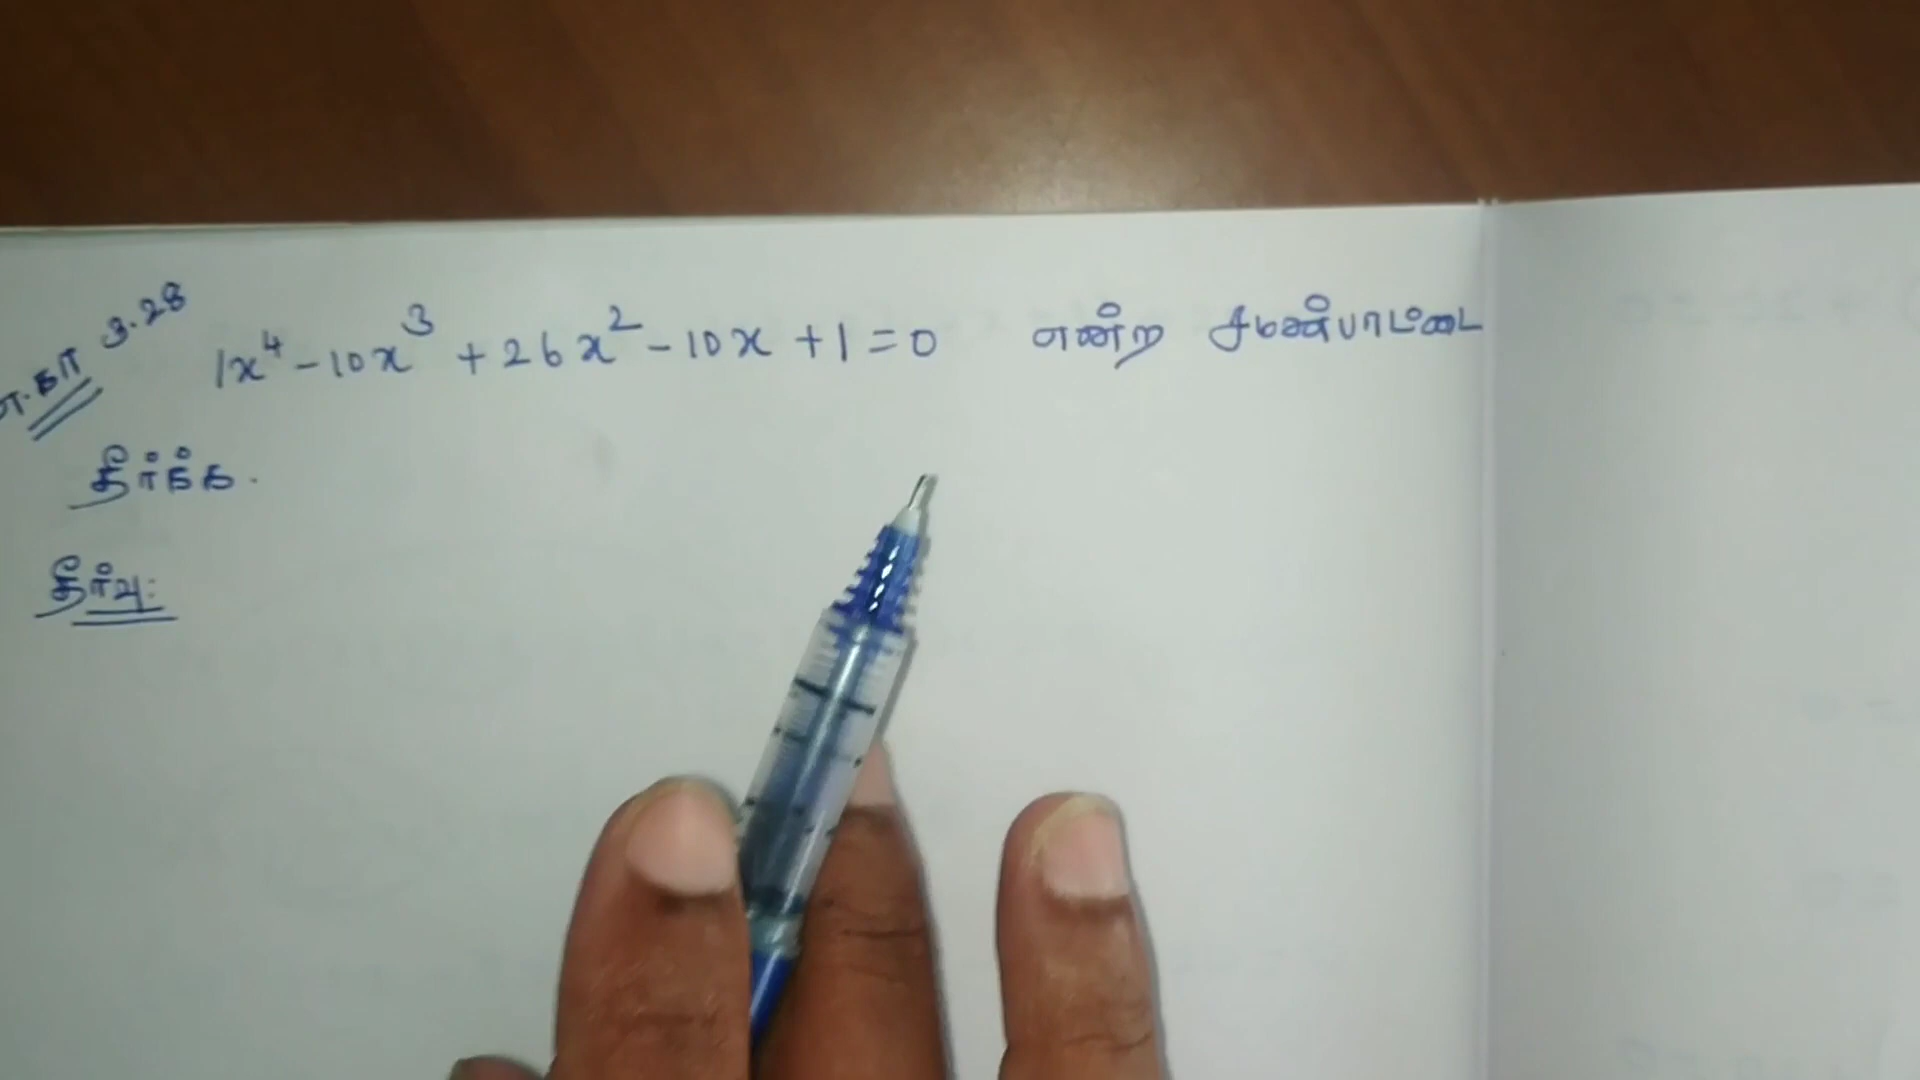 எ.கா 3.28
1x⁴ - 10x³ + 26x² - 10x + 1 = 0 என்ற சமன்பாட்டை
தீர்க்க.
தீர்வு: